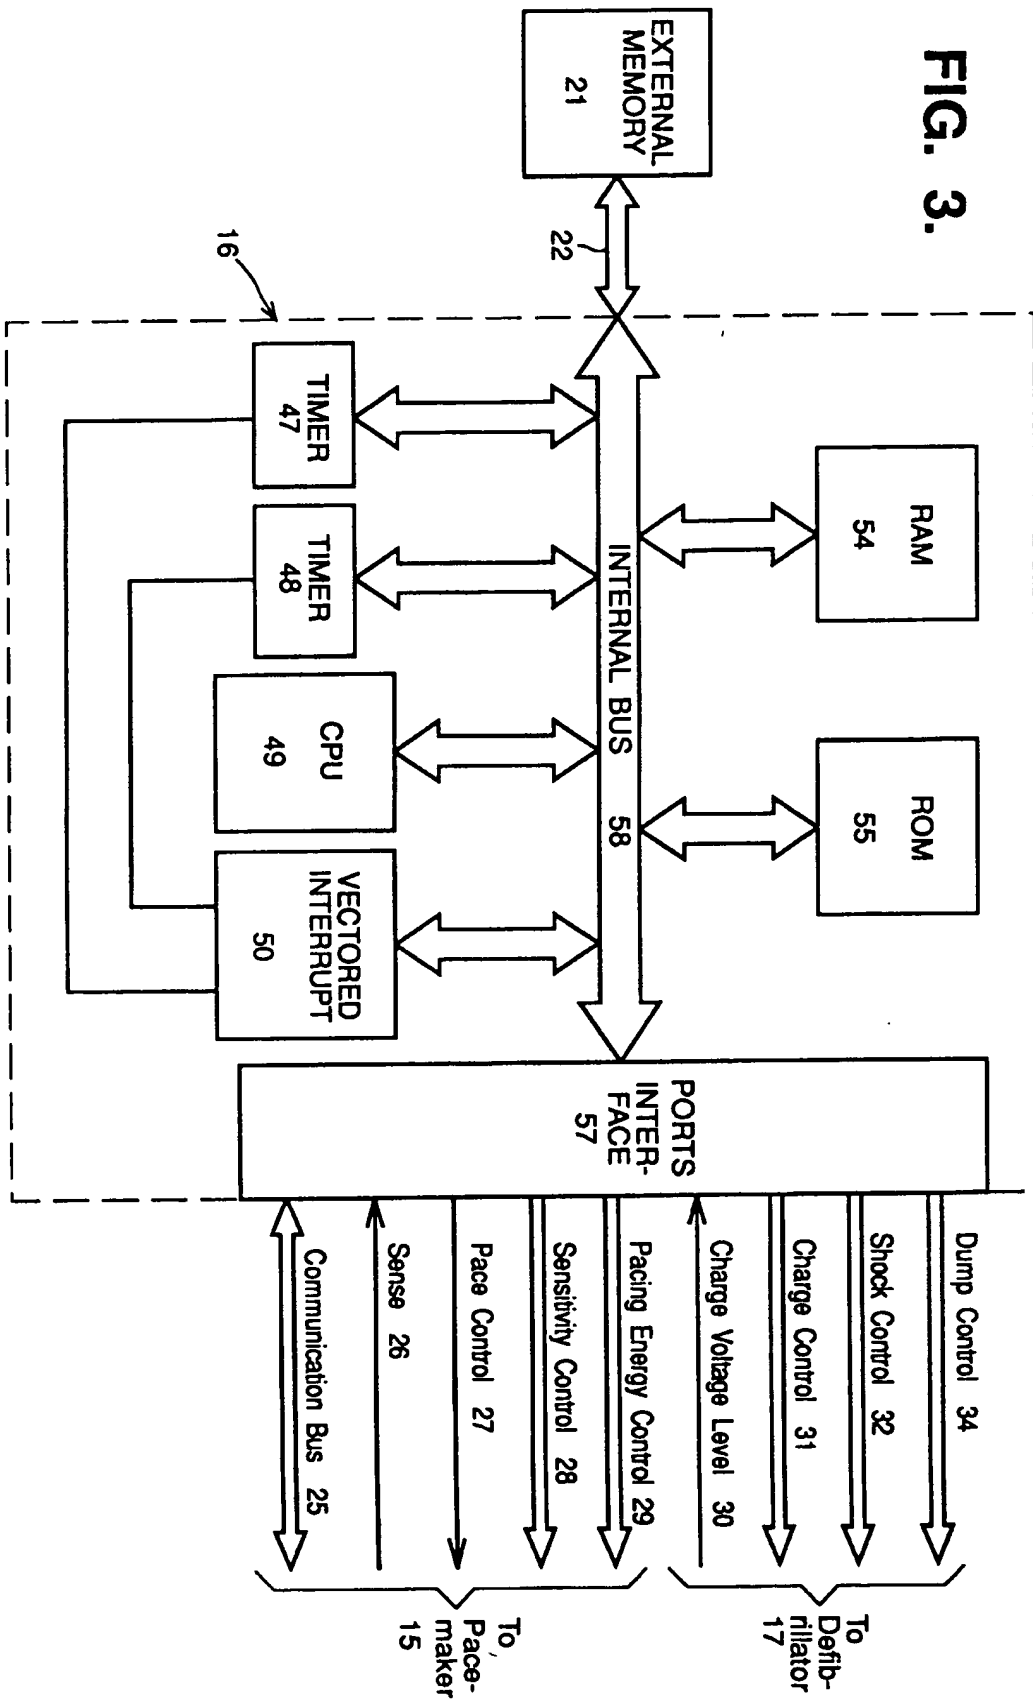 FIG. 3.
EXTERNAL
MEMORY
21
22
16
RAM
54
ROM
55
INTERNAL BUS 58
TIMER
47
TIMER
48
CPU
49
VECTORED
INTERRUPT
50
PORTS
INTER-
FACE
57
Dump Control 34
Shock Control 32
Charge Control 31
Charge Voltage Level 30
Pacing Energy Control 29
Sensitivity Control 28
Pace Control 27
Sense 26
Communication Bus 25
To
Defib-
rillator
17
To
Pace-
maker
15